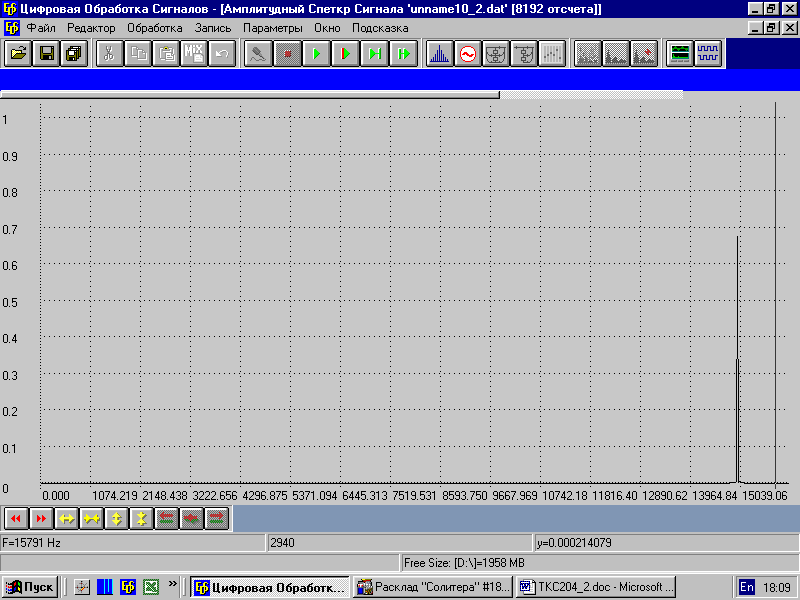 Цифровая Обработка Сигналов - [Амплитудный Спеткр Сигнала 'unname10_2.dat' [8192 отсчета]]
Файл Редактор Обработка Запись Параметры Окно Подсказка
MiX
1
0.9
0.8
0.7
0.6
0.5
0.4
0.3
0.2
0.1
0
0.000 1074.219 2148.438 3222.656 4296.875 5371.094 6445.313 7519.531 8593.750 9667.969 10742.18 11816.40 12890.62 13964.84 15039.06
F=15791 Hz 2940 y=0.000214079
Free Size: [D:\]=1958 MB
Пуск » Цифровая Обработк... Расклад "Солитера" #18... TKC204_2.doc - Microsoft ... En 18:09